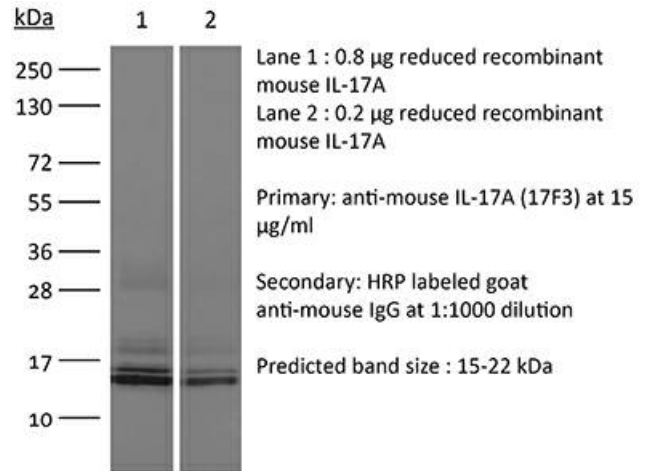 kDa
1 2
250
130
72
55
36
28
17
10
Lane 1 : 0.8 µg reduced recombinant
mouse IL-17A
Lane 2 : 0.2 µg reduced recombinant
mouse IL-17A
Primary: anti-mouse IL-17A (17F3) at 15
µg/ml
Secondary: HRP labeled goat
anti-mouse IgG at 1:1000 dilution
Predicted band size : 15-22 kDa